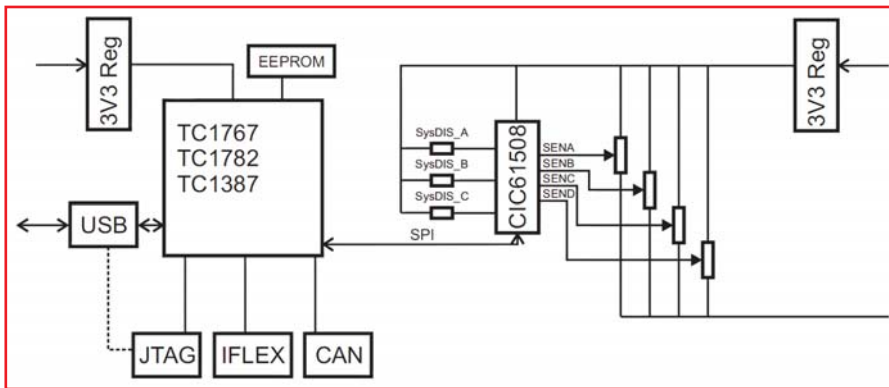 3V3 Reg
EEPROM
3V3 Reg
TC1767
TC1782
TC1387
SysDIS_A
SysDIS_B
SysDIS_C
CIC61508
SENA
SENB
SENC
SEND
USB
SPI
JTAG
IFLEX
CAN